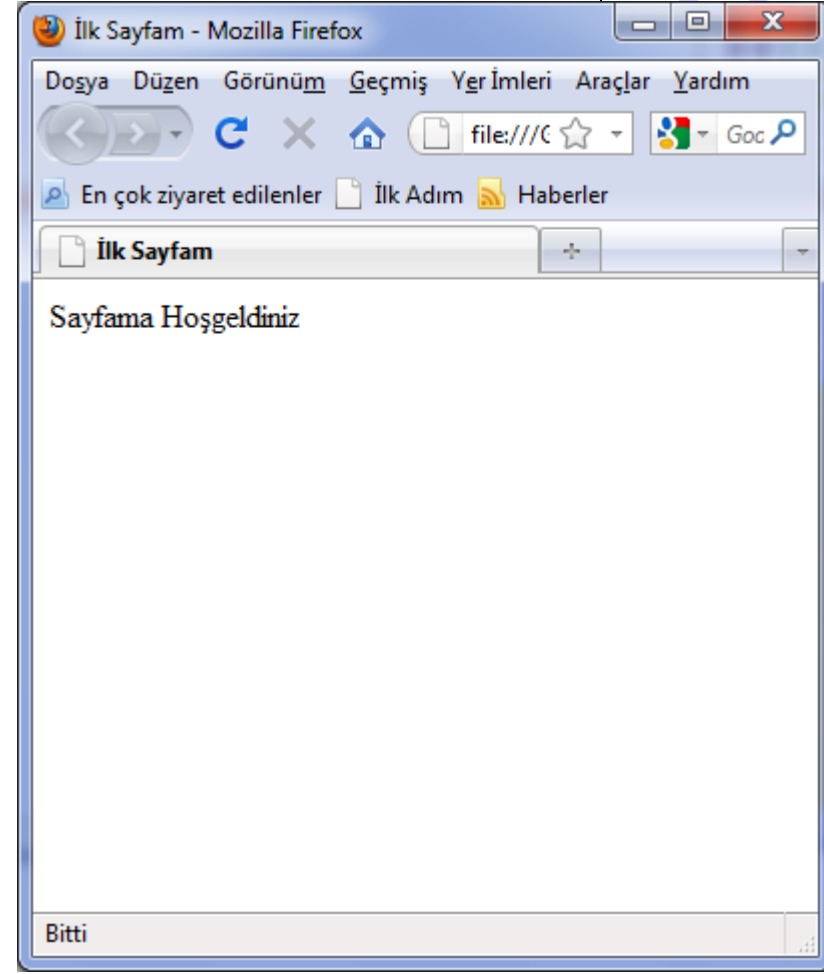 İlk Sayfam - Mozilla Firefox
Dosya Düzen Görünüm Geçmiş Yer İmleri Araçlar Yardım
file:///C Goc
En çok ziyaret edilenler İlk Adım Haberler
İlk Sayfam
Sayfama Hoşgeldiniz
Bitti